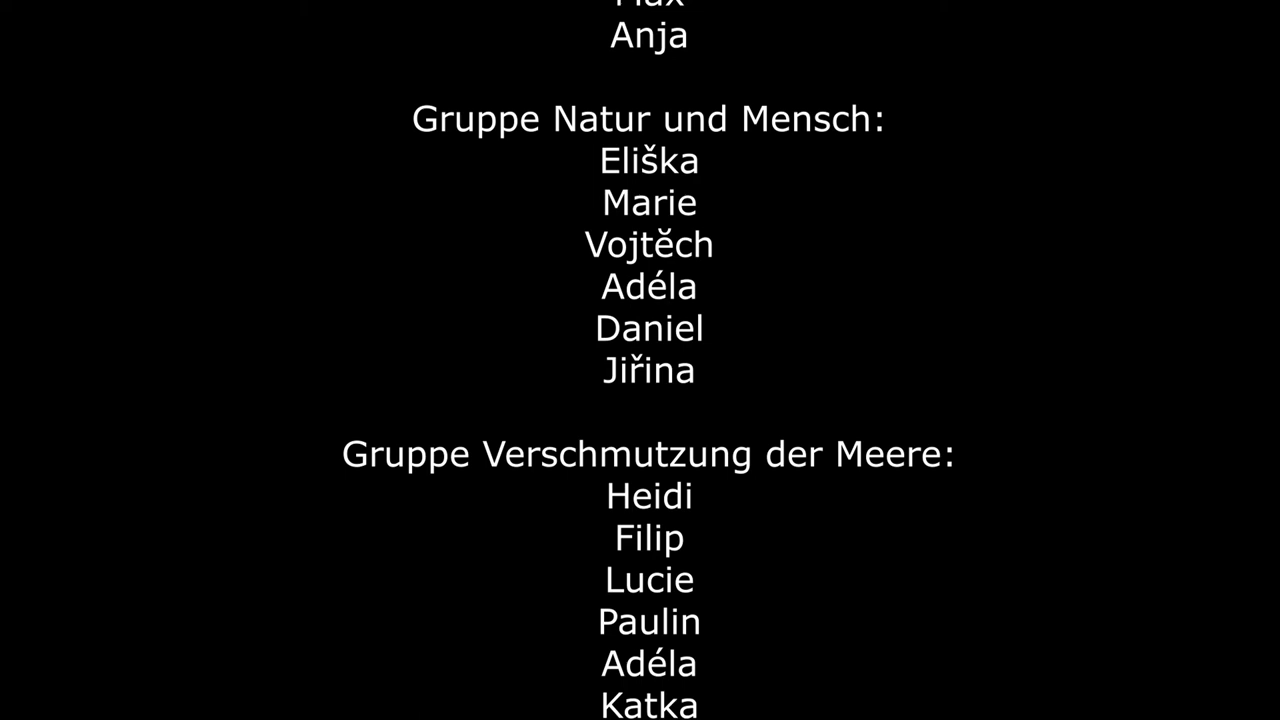 Anja
Gruppe Natur und Mensch:
Eliška
Marie
Vojtĕch
Adéla
Daniel
Jiřina
Gruppe Verschmutzung der Meere:
Heidi
Filip
Lucie
Paulin
Adéla
Katka